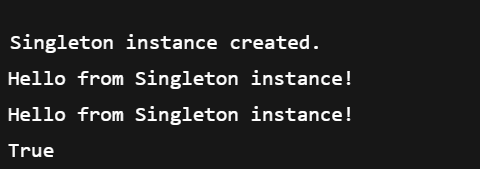 Singleton instance created.
Hello from Singleton instance!
Hello from Singleton instance!
True